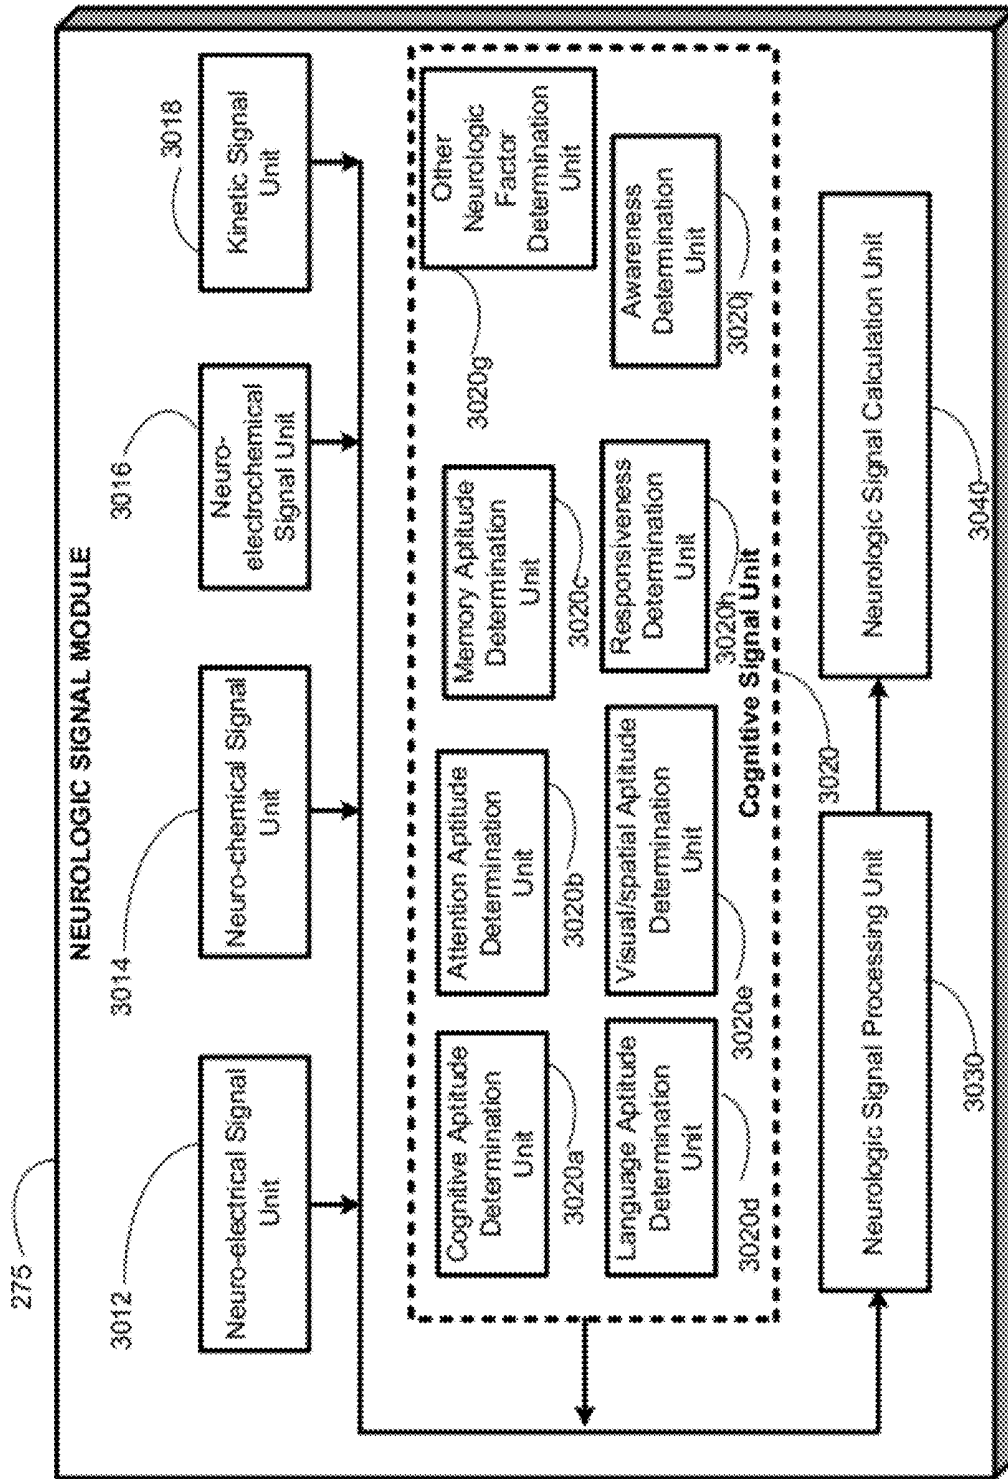 275
NEUROLOGIC SIGNAL MODULE
3012
Neuro-electrical Signal
Unit
3014
Neuro-chemical Signal
Unit
3016
Neuro-
electrochemical
Signal Unit
3018
Kinetic Signal
Unit
Cognitive Aptitude
Determination
Unit
3020a
Attention Aptitude
Determination
Unit
3020b
Memory Aptitude
Determination
Unit
3020c
Other
Neurologic
Factor
Determination
Unit
3020g
Language Aptitude
Determination
Unit
3020d
Visual/spatial Aptitude
Determination
Unit
3020e
Responsiveness
Determination
Unit
3020h
Awareness
Determination
Unit
3020j
Cognitive Signal Unit
3020
Neurologic Signal Processing Unit
3030
Neurologic Signal Calculation Unit
3040